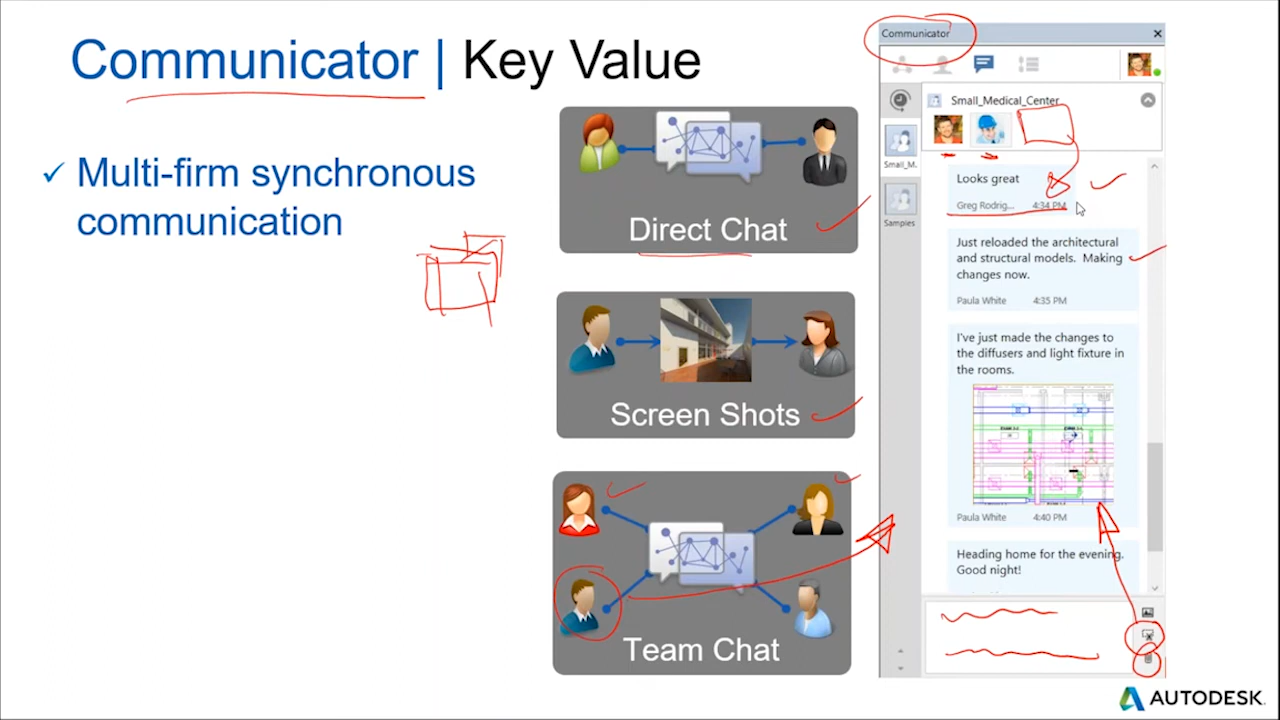 Communicator | Key Value
✓ Multi-firm synchronous
communication
Direct Chat
Screen Shots
Team Chat
Communicator
Small_Medical_Center
Small_M.
Samples
Looks great
Greg Rodrig... 4:34 PM
Just reloaded the architectural
and structural models. Making
changes now.
Paula White 4:35 PM
I've just made the changes to
the diffusers and light fixture in
the rooms.
Paula White 4:40 PM
Heading home for the evening.
Good night!
AUTODESK.